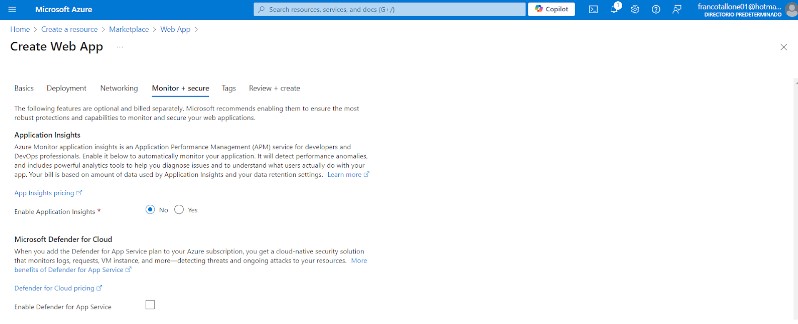 Microsoft Azure
Search resources, services, and docs (G+/)
Copilot
1
francotallone01@hotma...
DIRECTORIO PREDETERMINADO
Home > Create a resource > Marketplace > Web App >
Create Web App ...
Basics Deployment Networking Monitor + secure Tags Review + create
The following features are optional and billed separately. Microsoft recommends enabling them to ensure the most
robust protections and capabilities to monitor and secure your web applications.
Application Insights
Azure Monitor application insights is an Application Performance Management (APM) service for developers and
DevOps professionals. Enable it below to automatically monitor your application. It will detect performance anomalies,
and includes powerful analytics tools to help you diagnose issues and to understand what users actually do with your
app. Your bill is based on amount of data used by Application Insights and your data retention settings. Learn more
App Insights pricing
Enable Application Insights * No Yes
Microsoft Defender for Cloud
When you add the Defender for App Service plan to your Azure subscription, you get a cloud-native security solution
that monitors logs, requests, VM instance, and more—detecting threats and ongoing attacks to your resources. More
benefits of Defender for App Service
Defender for Cloud pricing
Enable Defender for App Service